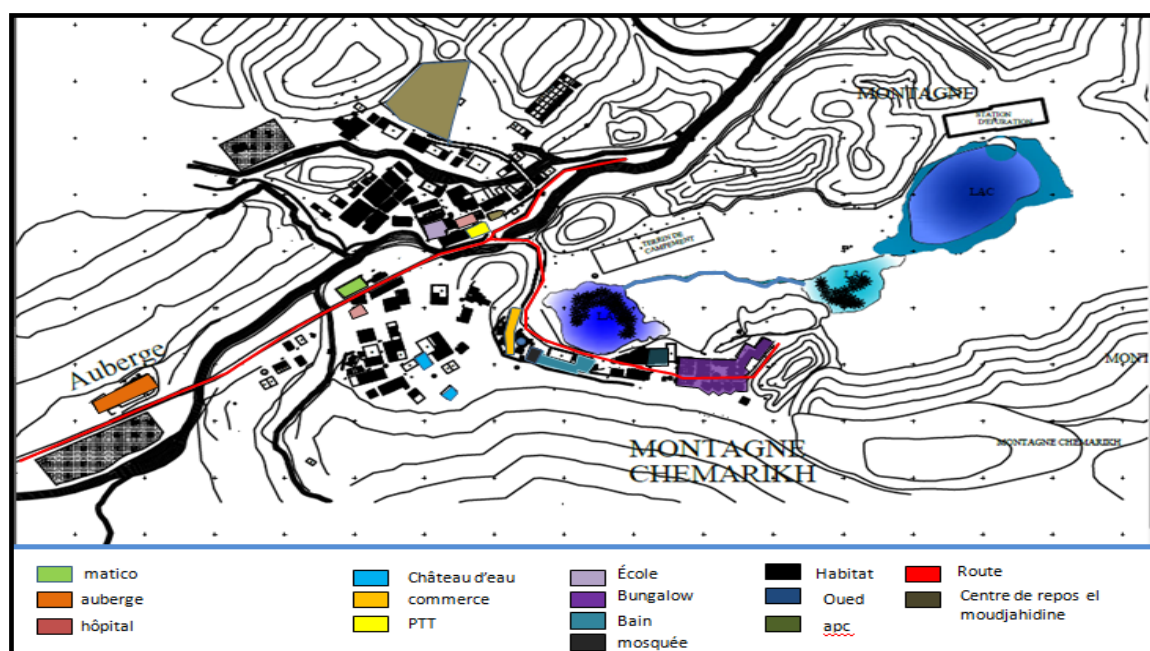 MONTAGNE
STATION
D'EPURATION
LAC
TERRIN DE
CAMPEMENT
LAC
Auberge
MONTAGNE
CHEMARIKH
MONTAGNE CHEMARIKH
matico
auberge
hôpital
Château d'eau
commerce
PTT
École
Bungalow
Bain
mosquée
Habitat
Oued
apc
Route
Centre de repos el
moudjahidine